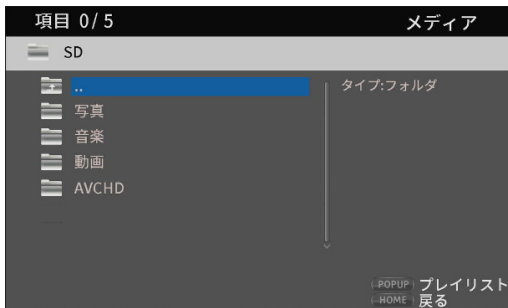 項目 0/5 メディア
SD
..
タイプ:フォルダ
写真
音楽
動画
AVCHD
POPUP プレイリスト
HOME 戻る